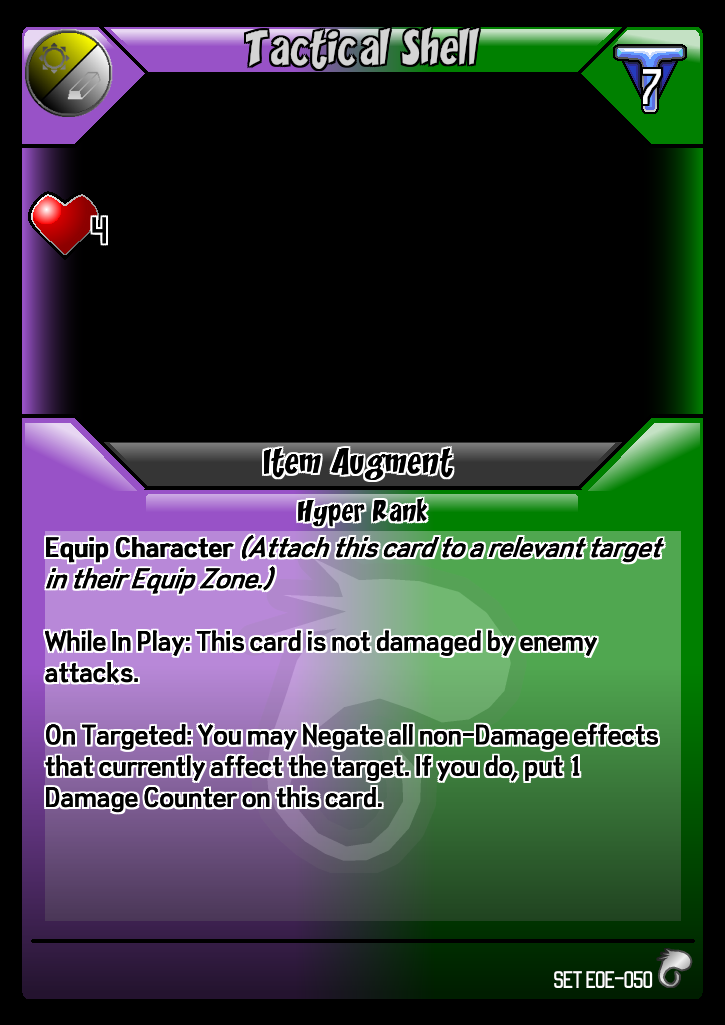 Tactical Shell
7
4
Item Augment
Hyper Rank
Equip Character (Attach this card to a relevant target
in their Equip Zone.)
While In Play: This card is not damaged by enemy
attacks.
On Targeted: You may Negate all non-Damage effects
that currently affect the target. If you do, put 1
Damage Counter on this card.
SET EOE-050